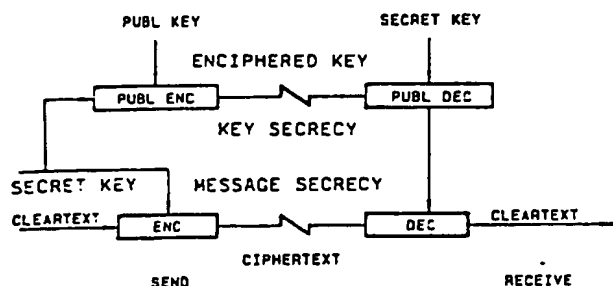 PUBL KEY
SECRET KEY
ENCIPHERED KEY
PUBL ENC
PUBL DEC
KEY SECRECY
SECRET KEY
MESSAGE SECRECY
CLEARTEXT
ENC
DEC
CLEARTEXT
CIPHERTEXT
SEND
RECEIVE